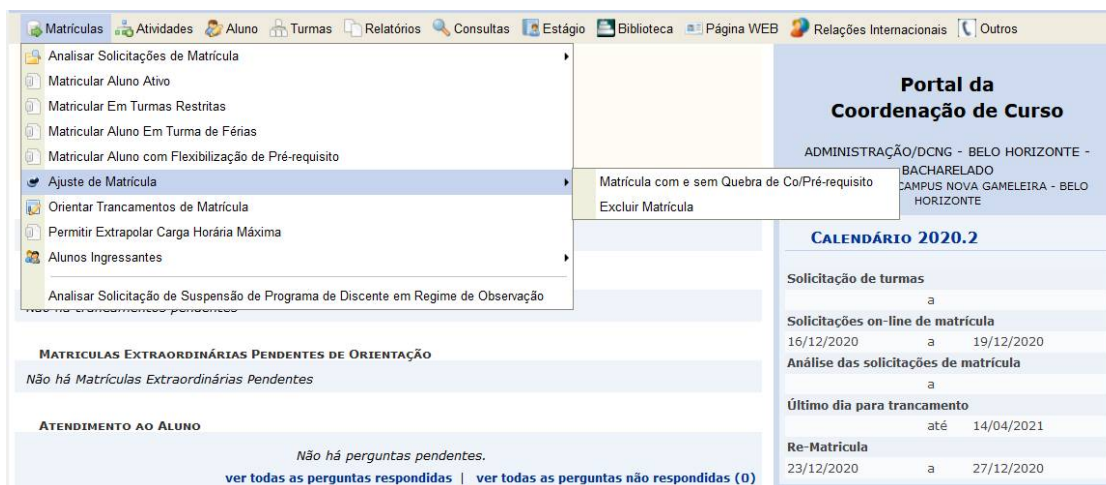 Matrículas Atividades Aluno Turmas Relatórios Consultas Estágio Biblioteca Página WEB Relações Internacionais Outros
Analisar Solicitações de Matrícula
Matricular Aluno Ativo
Matricular Em Turmas Restritas
Matricular Aluno Em Turma de Férias
Matricular Aluno com Flexibilização de Pré-requisito
Ajuste de Matrícula
Orientar Trancamentos de Matrícula
Permitir Extrapolar Carga Horária Máxima
Alunos Ingressantes
Analisar Solicitação de Suspensão de Programa de Discente em Regime de Observação
Matrícula com e sem Quebra de Co/Pré-requisito
Excluir Matrícula
Não há trancamentos pendentes
MATRICULAS EXTRAORDINÁRIAS PENDENTES DE ORIENTAÇÃO
Não há Matrículas Extraordinárias Pendentes
ATENDIMENTO AO ALUNO
Não há perguntas pendentes.
ver todas as perguntas respondidas | ver todas as perguntas não respondidas (0)
Portal da
Coordenação de Curso
ADMINISTRAÇÃO/DCNG - BELO HORIZONTE -
BACHARELADO
CAMPUS NOVA GAMELEIRA - BELO
HORIZONTE
CALENDÁRIO 2020.2
Solicitação de turmas
a
Solicitações on-line de matrícula
16/12/2020 a 19/12/2020
Análise das solicitações de matrícula
a
Último dia para trancamento
até 14/04/2021
Re-Matricula
23/12/2020 a 27/12/2020